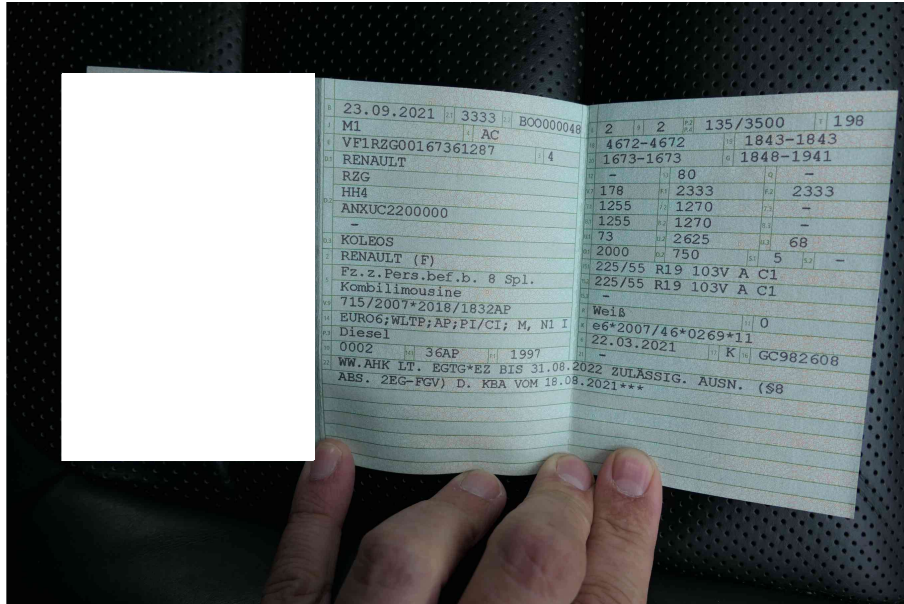 23.09.2021 3333 BOO000048
M1 AC
VF1RZG00167361287 4
RENAULT
RZG
HH4
ANXUC2200000
–
KOLEOS
RENAULT (F)
Fz.z.Pers.bef.b. 8 Spl.
Kombilimousine
715/2007*2018/1832AP
EURO6;WLTP;AP;PI/CI; M, N1 I
Diesel
0002 36AP 1997
WW.AHK LT. EGTG*EZ BIS 31.08.2022 ZULÄSSIG. AUSN. (§8
ABS. 2EG-FGV) D. KBA VOM 18.08.2021***
2 2 135/3500 198
4672-4672 1843-1843
1673-1673 1848-1941
– 80 –
178 2333 2333
1255 1270 –
1255 1270 –
73 2625 68
2000 750 5 –
225/55 R19 103V A C1
225/55 R19 103V A C1
–
Weiß 0
e6*2007/46*0269*11
22.03.2021 K GC982608
–